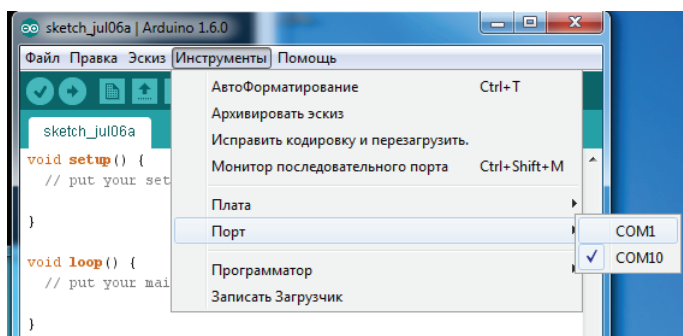 sketch_jul06a | Arduino 1.6.0
Файл Правка Эскиз Инструменты Помощь
АвтоФорматирование Ctrl+T
Архивировать эскиз
sketch_jul06a
Исправить кодировку и перезагрузить.
void setup() {
Монитор последовательного порта Ctrl+Shift+M
// put your set
Плата
}
Порт
COM1
void loop() {
COM10
Программатор
// put your mai
Записать Загрузчик
}